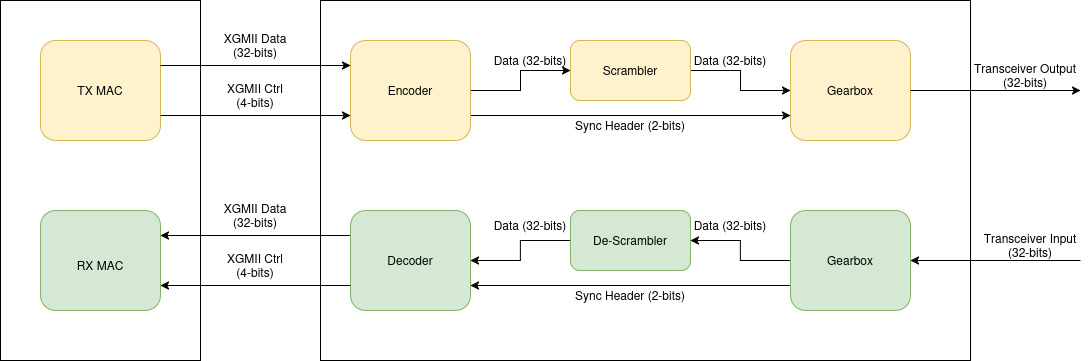 XGMII Data
(32-bits)
TX MAC
XGMII Ctrl
(4-bits)
Encoder
Data (32-bits)
Scrambler
Data (32-bits)
Sync Header (2-bits)
Gearbox
Transceiver Output
(32-bits)
XGMII Data
(32-bits)
RX MAC
XGMII Ctrl
(4-bits)
Decoder
Data (32-bits)
De-Scrambler
Data (32-bits)
Sync Header (2-bits)
Gearbox
Transceiver Input
(32-bits)